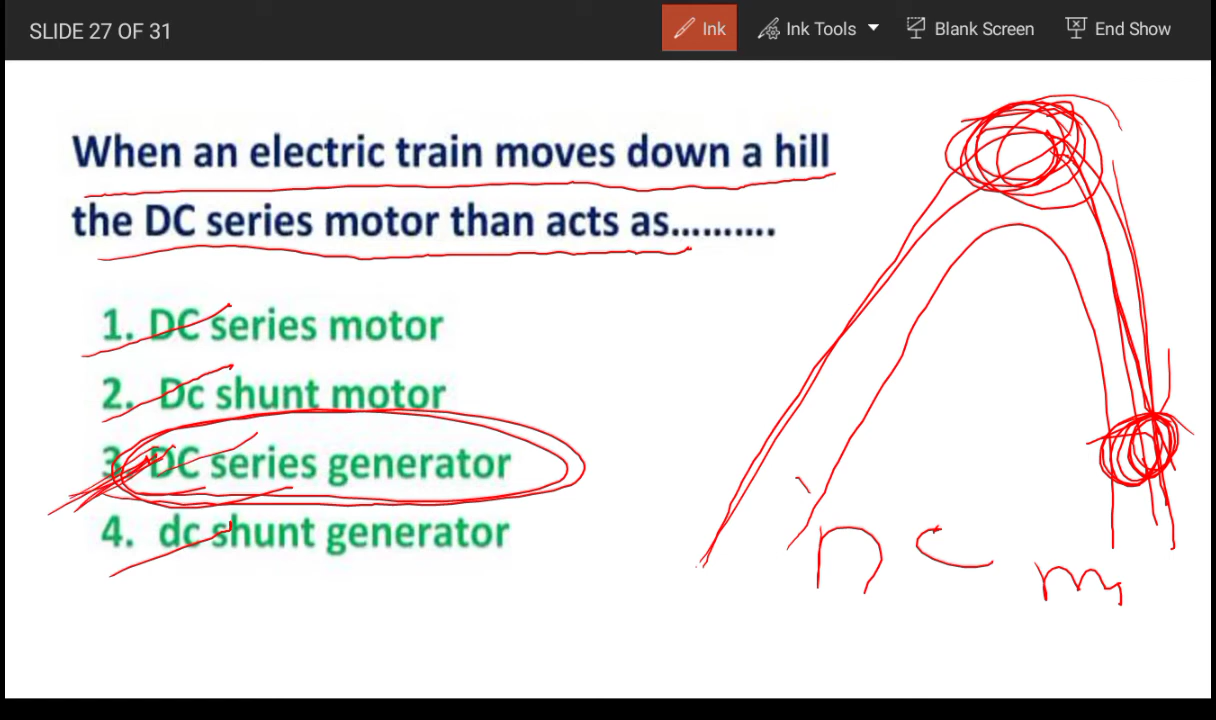 SLIDE 27 OF 31
Ink
Ink Tools
Blank Screen
End Show
When an electric train moves down a hill
the DC series motor than acts as..........
1. DC series motor
2. Dc shunt motor
3. DC series generator
4. dc shunt generator
DC m